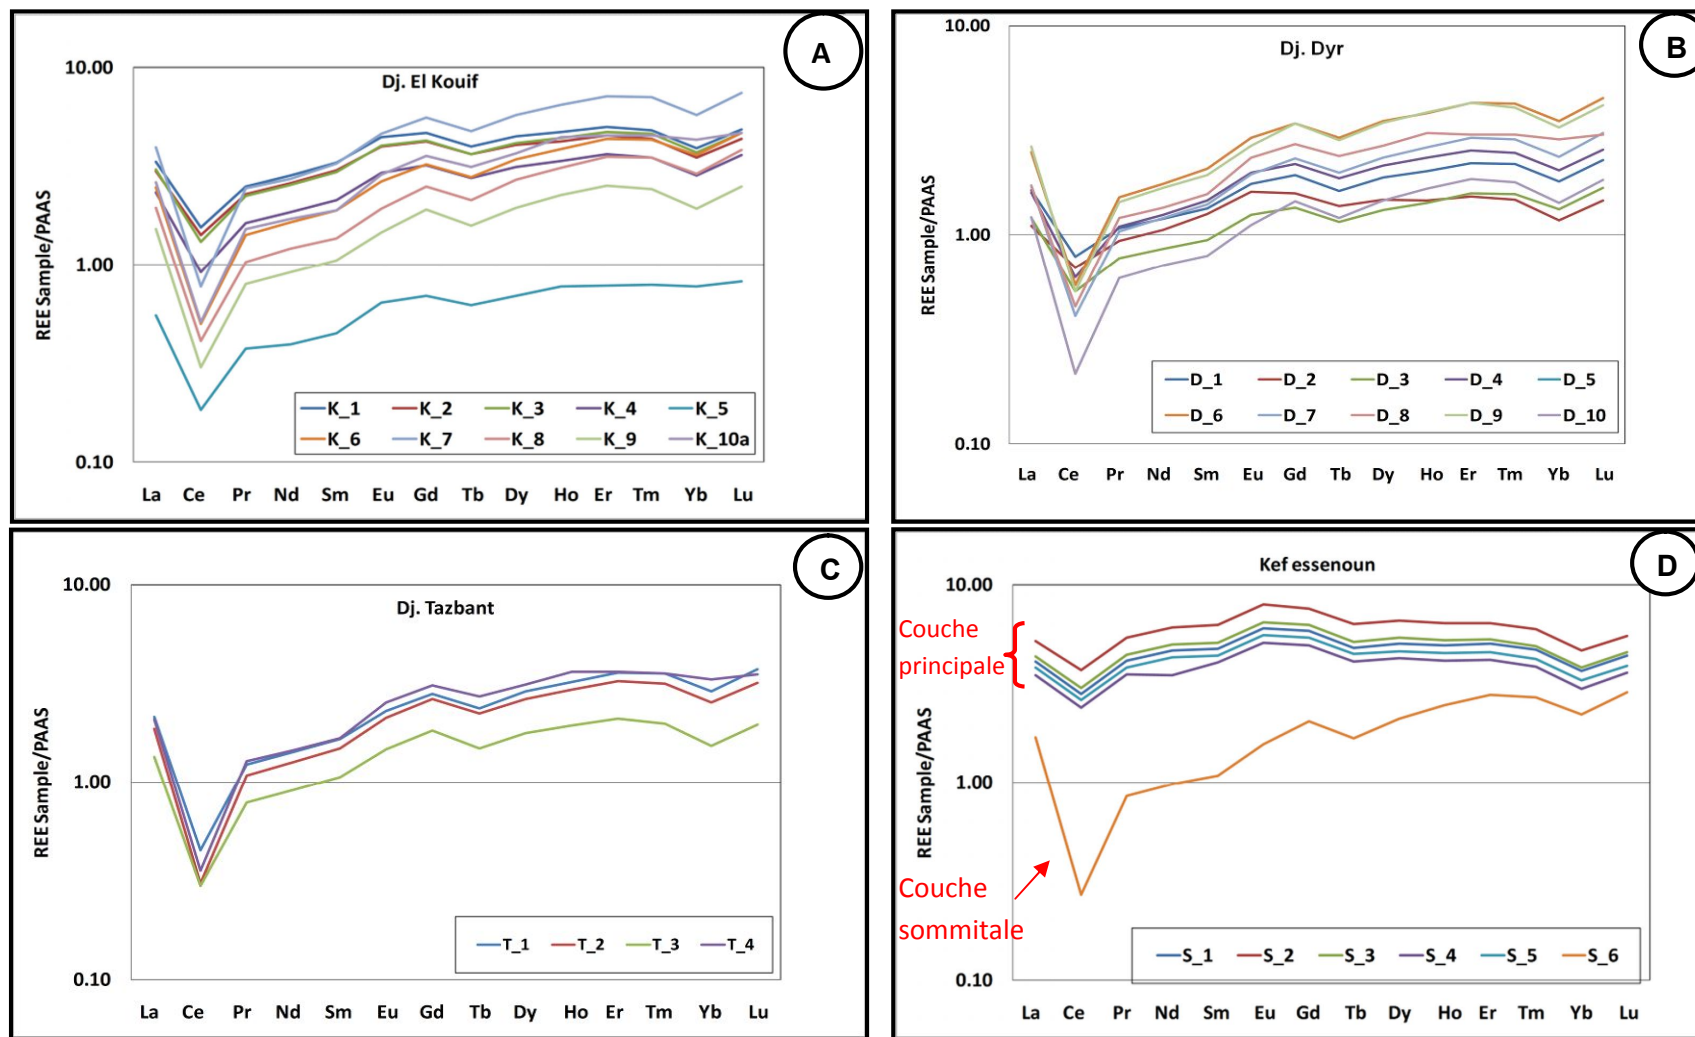 A
Dj. El Kouif
10.00
1.00
0.10
REE Sample/PAAS
K_1 K_2 K_3 K_4 K_5
K_6 K_7 K_8 K_9 K_10a
La Ce Pr Nd Sm Eu Gd Tb Dy Ho Er Tm Yb Lu
B
Dj. Dyr
10.00
1.00
0.10
REE Sample/PAAS
D_1 D_2 D_3 D_4 D_5
D_6 D_7 D_8 D_9 D_10
La Ce Pr Nd Sm Eu Gd Tb Dy Ho Er Tm Yb Lu
C
Dj. Tazbant
10.00
1.00
0.10
REE Sample/PAAS
T_1 T_2 T_3 T_4
La Ce Pr Nd Sm Eu Gd Tb Dy Ho Er Tm Yb Lu
D
Kef essenoun
10.00
1.00
0.10
REE Sample/PAAS
Couche
principale
Couche
sommitale
S_1 S_2 S_3 S_4 S_5 S_6
La Ce Pr Nd Sm Eu Gd Tb Dy Ho Er Tm Yb Lu